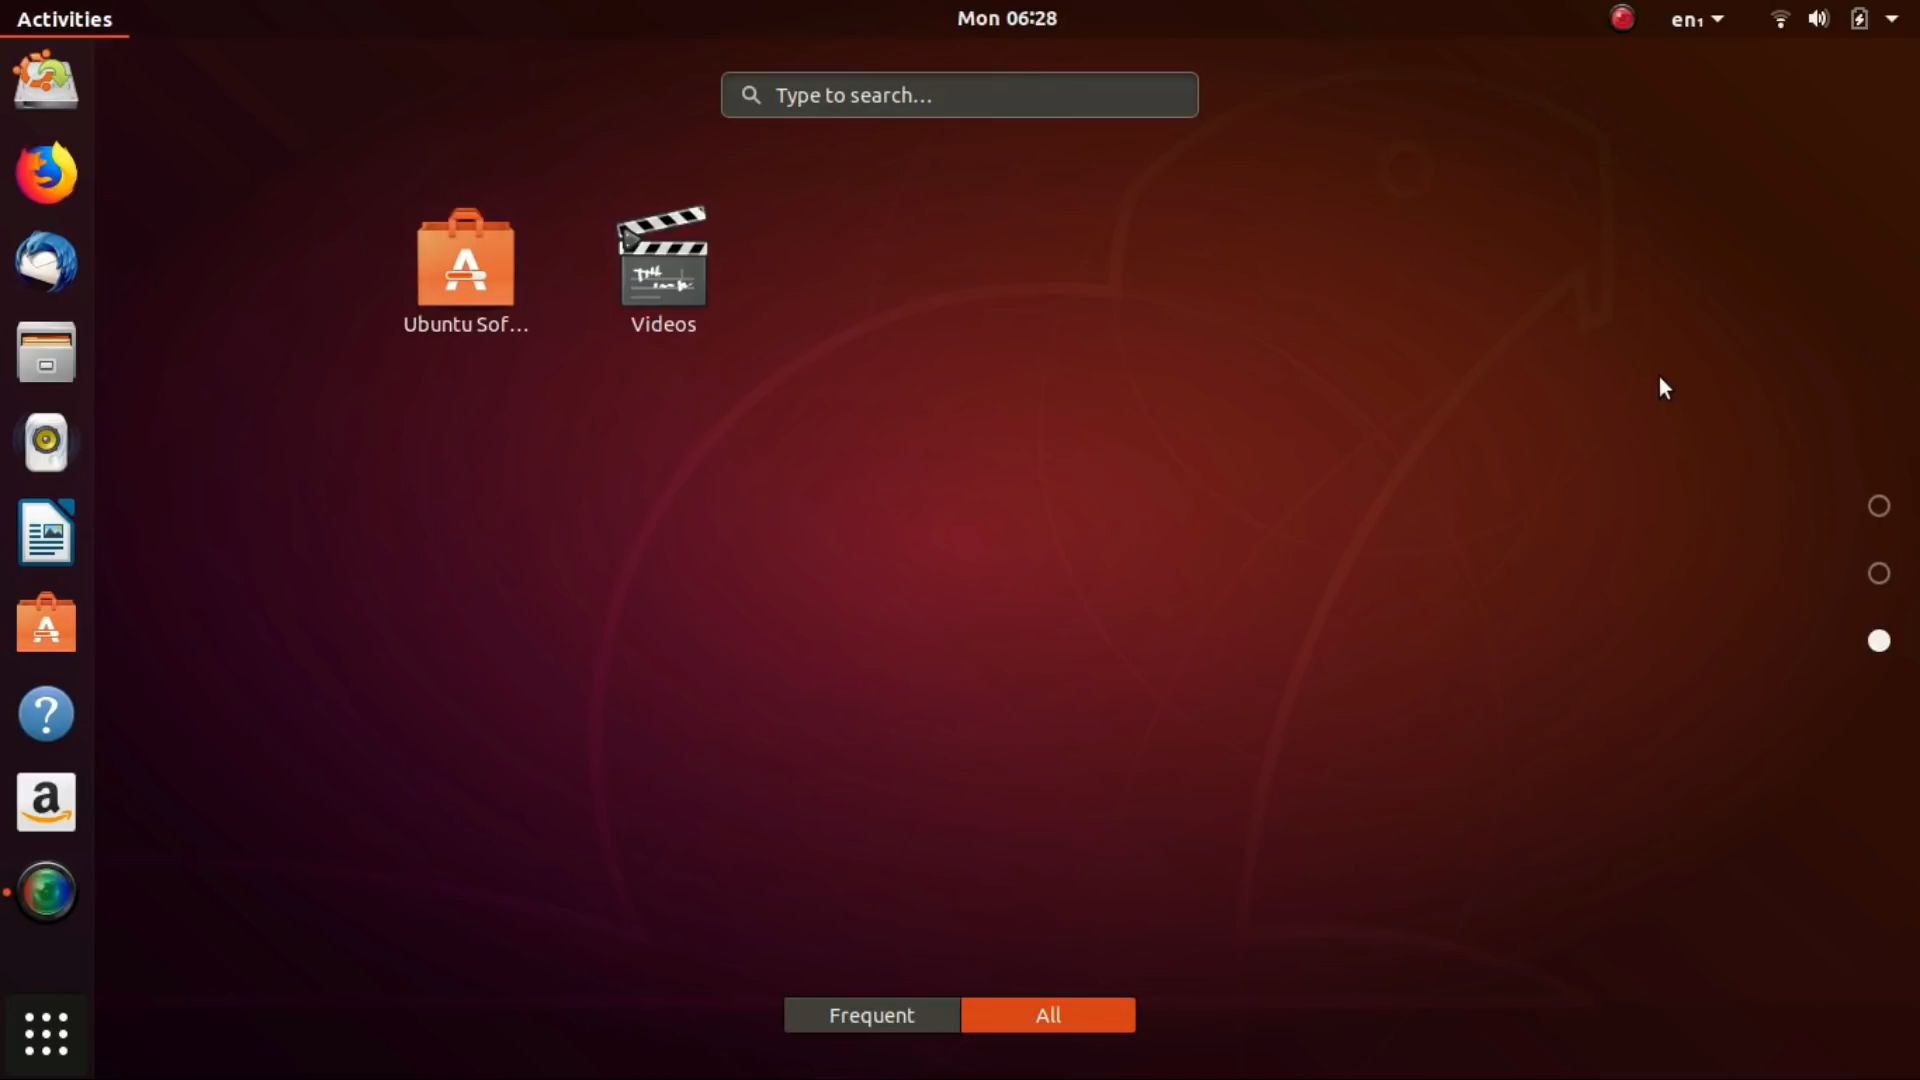 Activities
Mon 06:28
en₁
Type to search...
Ubuntu Sof...
Videos
Frequent
All